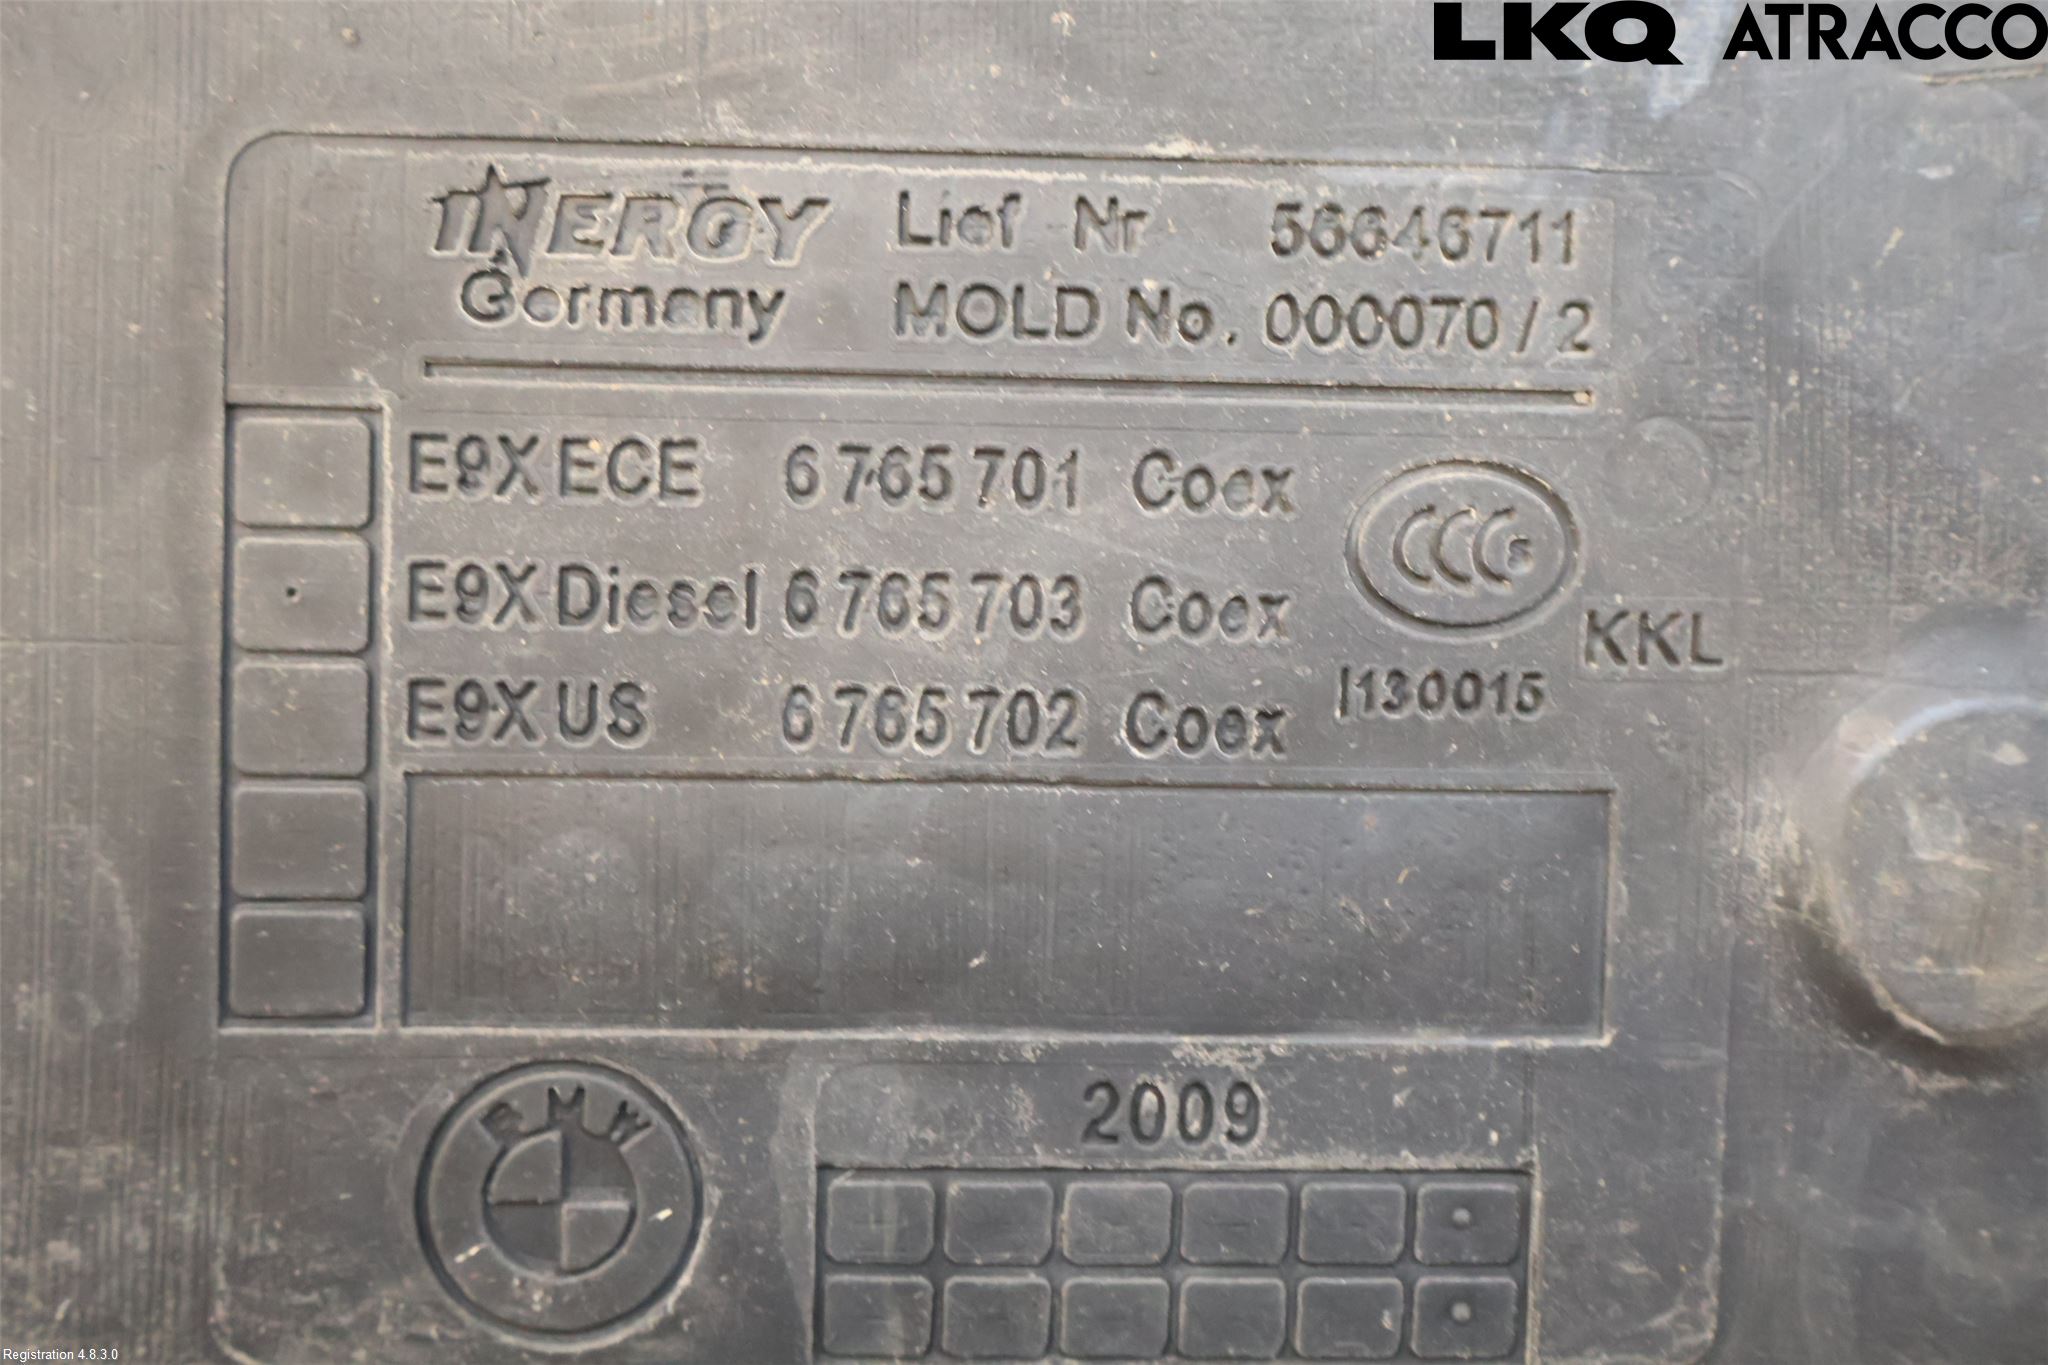 LKQ ATRACCO
INERGY Lief Nr 56646711
Germany MOLD No. 000070/2
E9X ECE 6 765 701 Coex
CCC S
E9X Diesel 6 765 703 Coex
KKL
E9X US 6 765 702 Coex I130015
BMW
2009
Registration 4.8.3.0